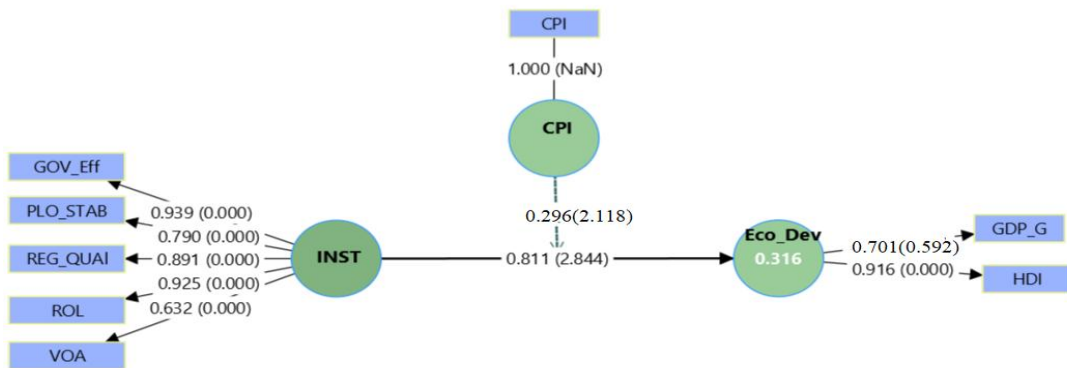 CPI
1.000 (NaN)
CPI
GOV_Eff
PLO_STAB
REG_QUAI
ROL
VOA
0.939 (0.000)
0.790 (0.000)
0.891 (0.000)
0.925 (0.000)
0.632 (0.000)
INST
0.296(2.118)
0.811 (2.844)
Eco_Dev
0.316
0.701(0.592)
0.916 (0.000)
GDP_G
HDI